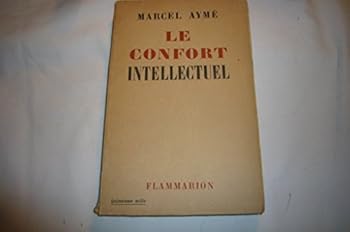 MARCEL AYMÉ
LE
CONFORT
INTELLECTUEL
FLAMMARION